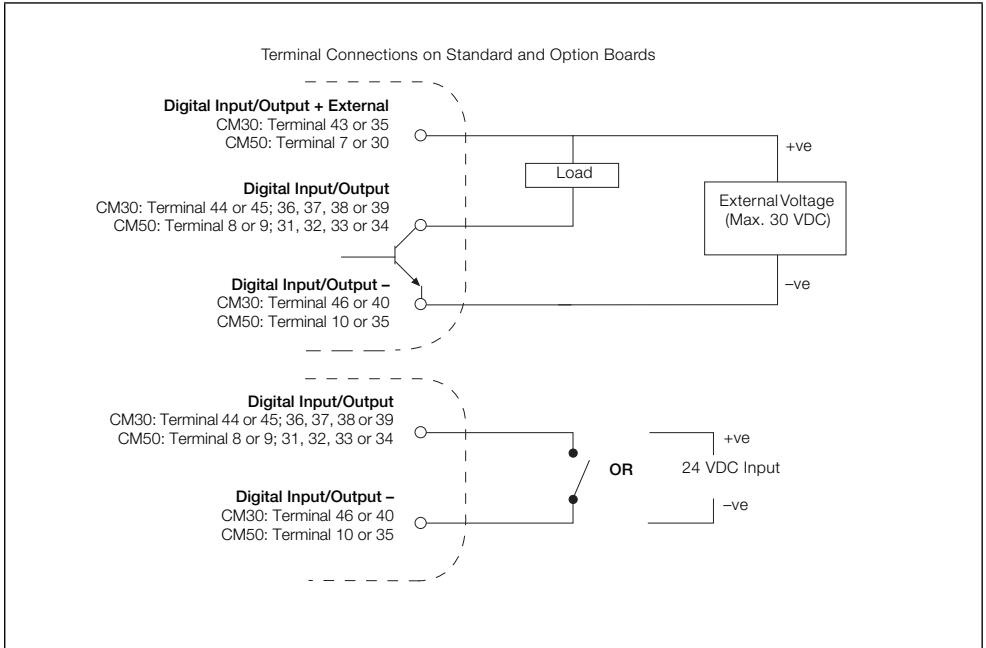 Terminal Connections on Standard and Option Boards
Digital Input/Output + External
CM30: Terminal 43 or 35
CM50: Terminal 7 or 30
+ve
Load
External Voltage
(Max. 30 VDC)
Digital Input/Output
CM30: Terminal 44 or 45; 36, 37, 38 or 39
CM50: Terminal 8 or 9; 31, 32, 33 or 34
Digital Input/Output –
CM30: Terminal 46 or 40
CM50: Terminal 10 or 35
–ve
Digital Input/Output
CM30: Terminal 44 or 45; 36, 37, 38 or 39
CM50: Terminal 8 or 9; 31, 32, 33 or 34
+ve
OR
24 VDC Input
–ve
Digital Input/Output –
CM30: Terminal 46 or 40
CM50: Terminal 10 or 35